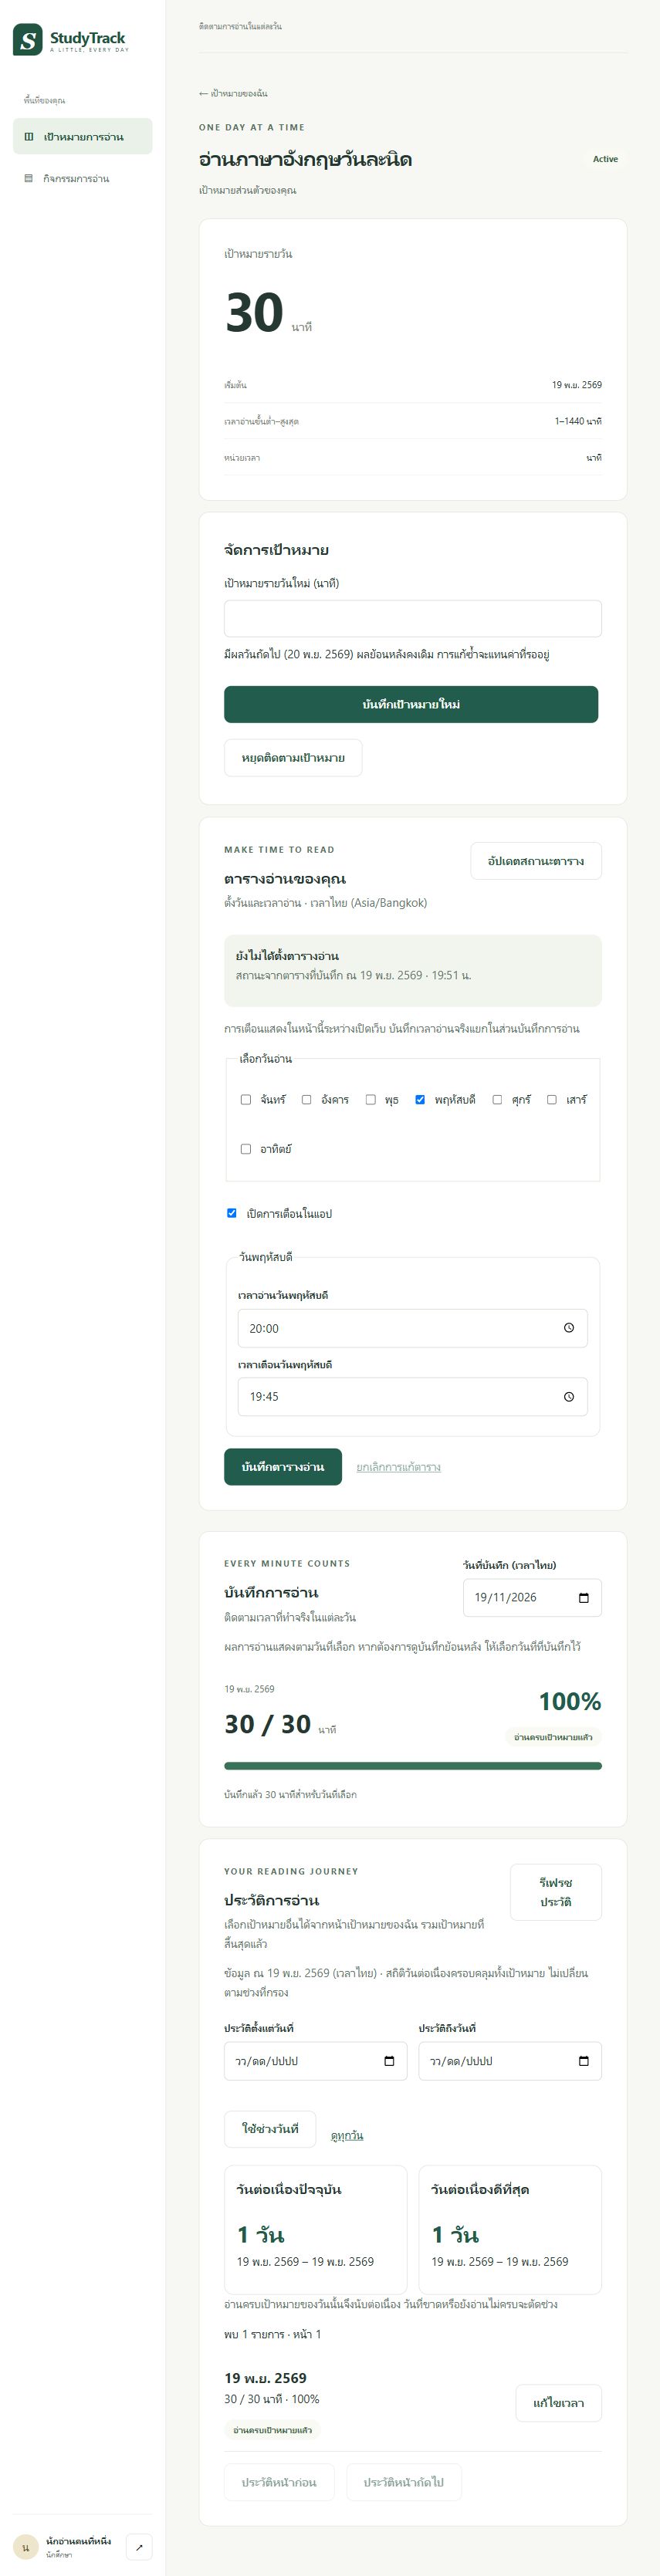 S
StudyTrack
A LITTLE, EVERY DAY
พื้นที่ของคุณ
เป้าหมายการอ่าน
กิจกรรมการอ่าน
ติดตามการอ่านในแต่ละวัน
← เป้าหมายของฉัน
ONE DAY AT A TIME
อ่านภาษาอังกฤษวันละนิด
Active
เป้าหมายส่วนตัวของคุณ
เป้าหมายรายวัน
30 นาที
เริ่มต้น 19 พ.ย. 2569
เวลาอ่านขั้นต่ำ–สูงสุด 1–1440 นาที
หน่วยเวลา นาที
จัดการเป้าหมาย
เป้าหมายรายวันใหม่ (นาที)
มีผลวันถัดไป (20 พ.ย. 2569) ผลย้อนหลังคงเดิม การแก้ซ้ำจะแทนค่าที่รออยู่
บันทึกเป้าหมายใหม่
หยุดติดตามเป้าหมาย
MAKE TIME TO READ
อัปเดตสถานะตาราง
ตารางอ่านของคุณ
ตั้งวันและเวลาอ่าน · เวลาไทย (Asia/Bangkok)
ยังไม่ได้ตั้งตารางอ่าน
สถานะจากตารางที่บันทึก ณ 19 พ.ย. 2569 · 19:51 น.
การเตือนแสดงในหน้านี้ระหว่างเปิดเว็บ บันทึกเวลาอ่านจริงแยกในส่วนบันทึกการอ่าน
เลือกวันอ่าน
จันทร์ อังคาร พุธ พฤหัสบดี ศุกร์ เสาร์
อาทิตย์
เปิดการเตือนในแอป
วันพฤหัสบดี
เวลาอ่านวันพฤหัสบดี
20:00
เวลาเตือนวันพฤหัสบดี
19:45
บันทึกตารางอ่าน ยกเลิกการแก้ตาราง
EVERY MINUTE COUNTS
วันที่บันทึก (เวลาไทย)
บันทึกการอ่าน
19/11/2026
ติดตามเวลาที่ทำจริงในแต่ละวัน
ผลการอ่านแสดงตามวันที่เลือก หากต้องการดูบันทึกย้อนหลัง ให้เลือกวันที่ที่บันทึกไว้
19 พ.ย. 2569
100%
30 / 30 นาที
อ่านครบเป้าหมายแล้ว
บันทึกแล้ว 30 นาทีสำหรับวันที่เลือก
YOUR READING JOURNEY
รีเฟรช
ประวัติ
ประวัติการอ่าน
เลือกเป้าหมายอื่นได้จากหน้าเป้าหมายของฉัน รวมเป้าหมายที่
สิ้นสุดแล้ว
ข้อมูล ณ 19 พ.ย. 2569 (เวลาไทย) · สถิติวันต่อเนื่องครอบคลุมทั้งเป้าหมาย ไม่เปลี่ยน
ตามช่วงที่กรอง
ประวัติตั้งแต่วันที่ ประวัติถึงวันที่
วว/ดด/ปปปป วว/ดด/ปปปป
ใช้ช่วงวันที่ ดูทุกวัน
วันต่อเนื่องปัจจุบัน วันต่อเนื่องดีที่สุด
1 วัน 1 วัน
19 พ.ย. 2569 – 19 พ.ย. 2569 19 พ.ย. 2569 – 19 พ.ย. 2569
อ่านครบเป้าหมายของวันนั้นจึงนับต่อเนื่อง วันที่ขาดหรือยังอ่านไม่ครบจะตัดช่วง
พบ 1 รายการ · หน้า 1
19 พ.ย. 2569
30 / 30 นาที · 100%
แก้ไขเวลา
อ่านครบเป้าหมายแล้ว
ประวัติหน้าก่อน ประวัติหน้าถัดไป
น
นักอ่านคนที่หนึ่ง
นักศึกษา
↗